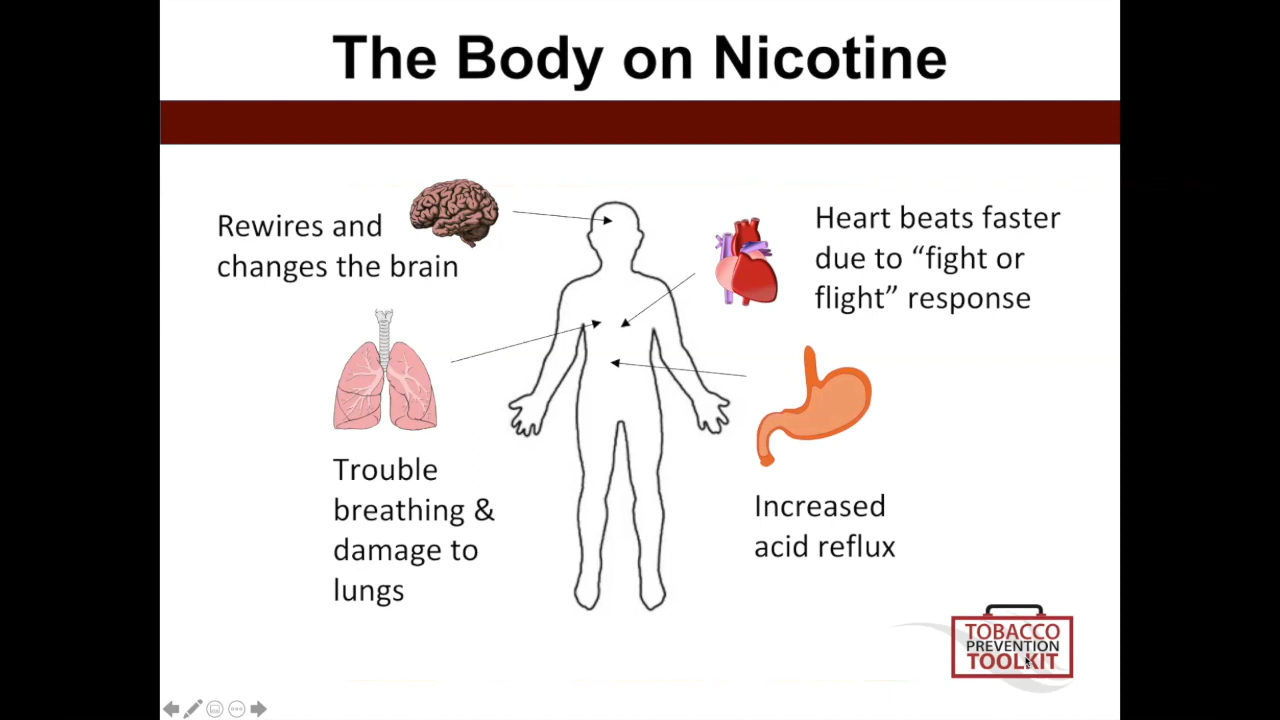 The Body on Nicotine
Rewires and
changes the brain
Heart beats faster
due to “fight or
flight” response
Trouble
breathing &
damage to
lungs
Increased
acid reflux
TOBACCO
PREVENTION
TOOLKIT